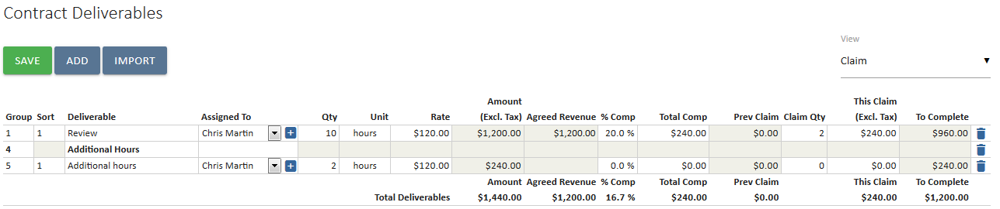 Contract Deliverables
View
SAVE ADD IMPORT Claim
Amount This Claim
Group Sort Deliverable Assigned To Qty Unit Rate (Excl. Tax) Agreed Revenue % Comp Total Comp Prev Claim Claim Qty (Excl. Tax) To Complete
1 1 Review Chris Martin 10 hours $120.00 $1,200.00 $1,200.00 20.0 % $240.00 $0.00 2 $240.00 $960.00
4 Additional Hours
5 1 Additional hours Chris Martin 2 hours $120.00 $240.00 0.0 % $0.00 $0.00 0 $0.00 $240.00
Amount Agreed Revenue % Comp Total Comp Prev Claim This Claim To Complete
Total Deliverables $1,440.00 $1,200.00 16.7 % $240.00 $0.00 $240.00 $1,200.00